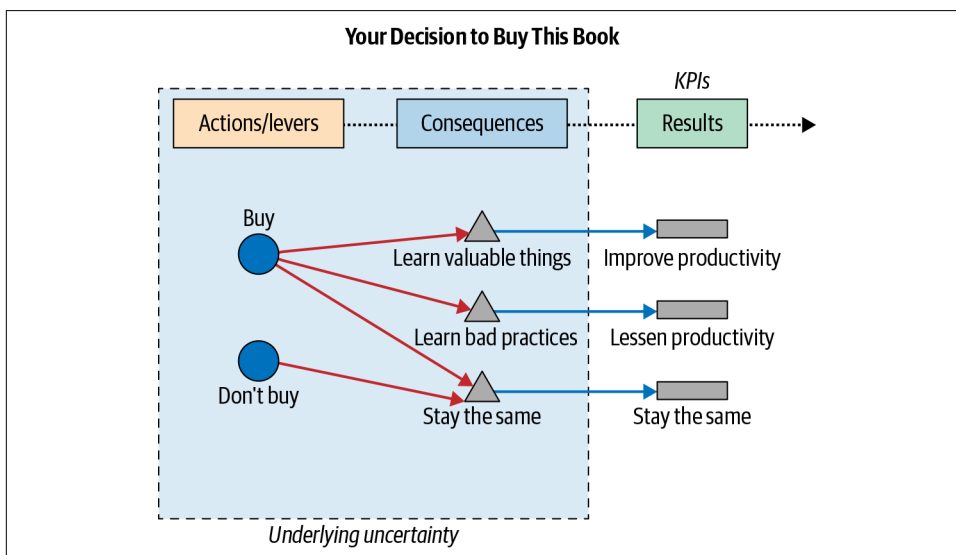 Your Decision to Buy This Book
KPIs
Actions/levers
Consequences
Results
Buy
Learn valuable things
Improve productivity
Learn bad practices
Lessen productivity
Don't buy
Stay the same
Stay the same
Underlying uncertainty